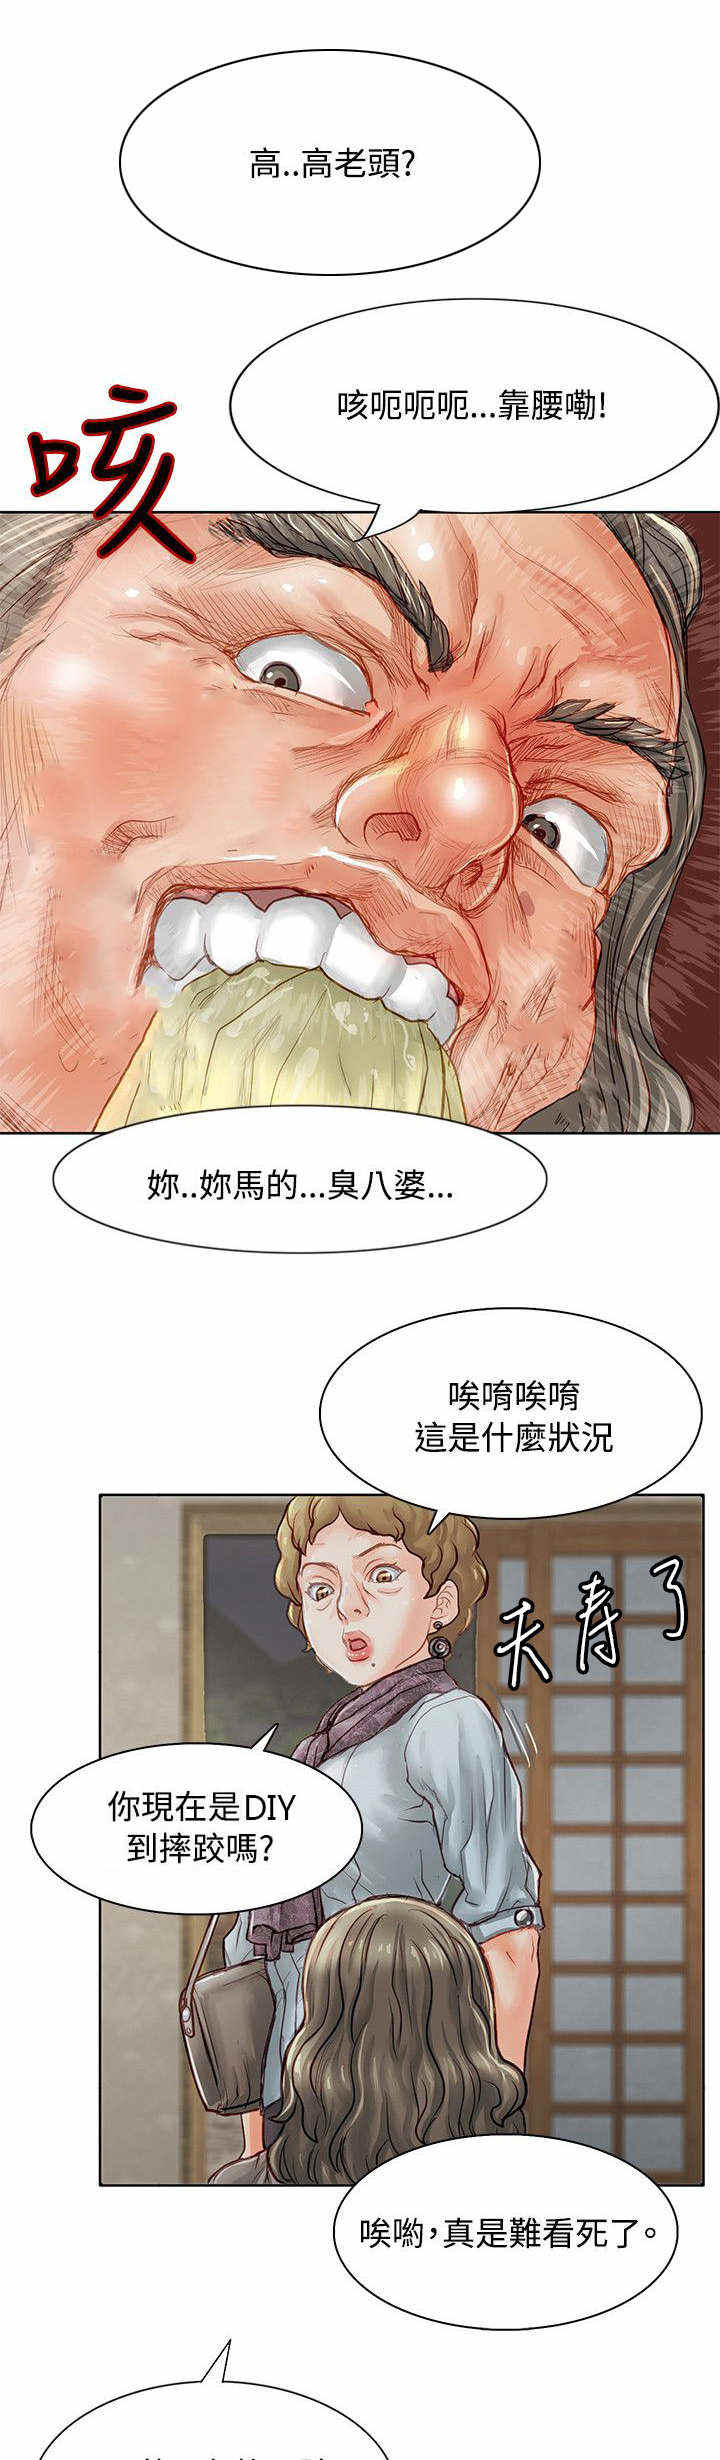 高..高老頭?
咳呃呃呃...靠腰嘞!
咳
妳..妳馬的...臭八婆...
唉唷唉唷
這是什麼狀況
夭壽了
你現在是DIY
到摔跤嗎?
唉喲,真是難看死了。